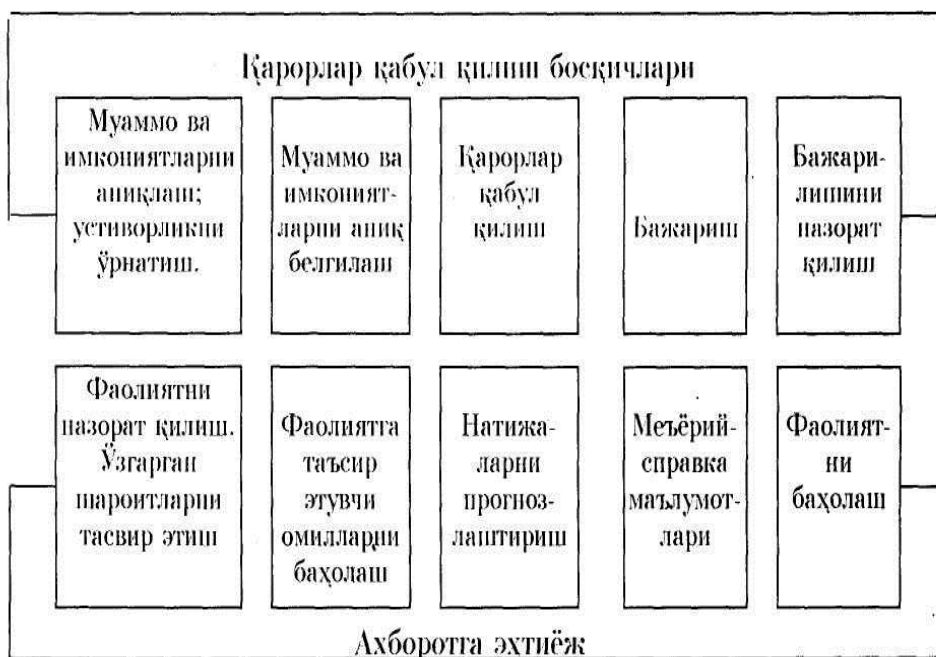 Қарорлар қабул қилиш босқичлари
Муаммо ва
имкониятларни
аниқлаш;
устиворликни
ўрнатиш.
Муаммо ва
имконият-
ларни аниқ
белгилаш
Қарорлар
қабул
қилиш
Бажариш
Бажари-
лишини
назорат
қилиш
Фаолиятни
назорат қилиш.
Ўзгарган
шароитларни
тасвир этиш
Фаолиятга
таъсир
этувчи
омилларни
баҳолаш
Натижа-
ларни
прогноз-
лаштириш
Меъёрий-
справка
маълумот-
лари
Фаолият-
ни
баҳолаш
Ахборотга эҳтиёж